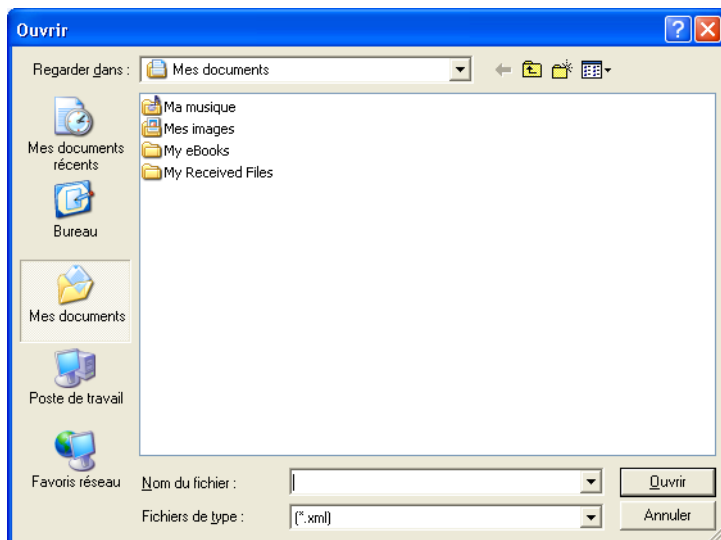 Ouvrir
Regarder dans :
Mes documents
Ma musique
Mes images
My eBooks
My Received Files
Mes documents
récents
Bureau
Mes documents
Poste de travail
Favoris réseau
Nom du fichier :
Ouvrir
Fichiers de type :
(*.xml)
Annuler